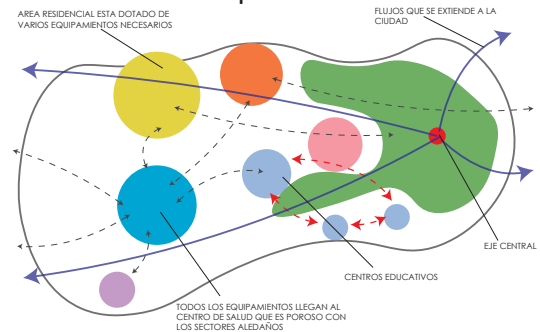 AREA RESIDENCIAL ESTA DOTADO DE
VARIOS EQUIPAMIENTOS NECESARIOS
FLUJOS QUE SE EXTIENDE A LA
CIUDAD
EJE CENTRAL
CENTROS EDUCATIVOS
TODOS LOS EQUIPAMIENTOS LLEGAN AL
CENTRO DE SALUD QUE ES POROSO CON
LOS SECTORES ALEDAÑOS